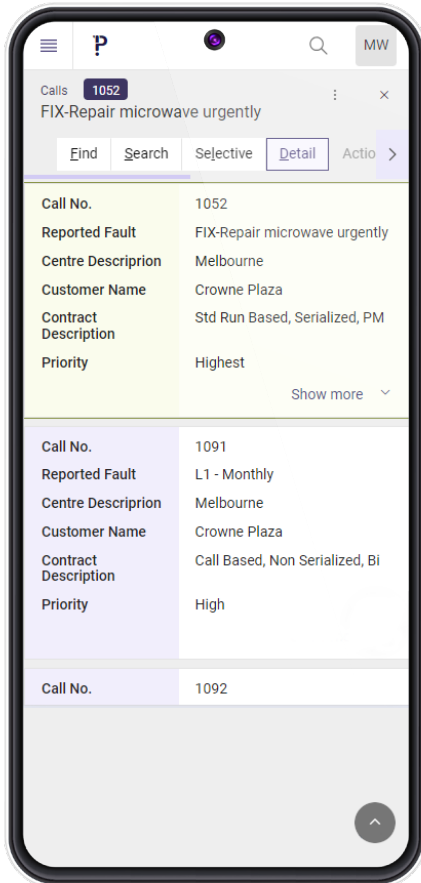 MW
Calls 1052
FIX-Repair microwave urgently
Find Search Selective Detail Actio
Call No. 1052
Reported Fault FIX-Repair microwave urgently
Centre Descriprion Melbourne
Customer Name Crowne Plaza
Contract Std Run Based, Serialized, PM
Description
Priority Highest
Show more
Call No. 1091
Reported Fault L1 - Monthly
Centre Descriprion Melbourne
Customer Name Crowne Plaza
Contract Call Based, Non Serialized, Bi
Description
Priority High
Call No. 1092